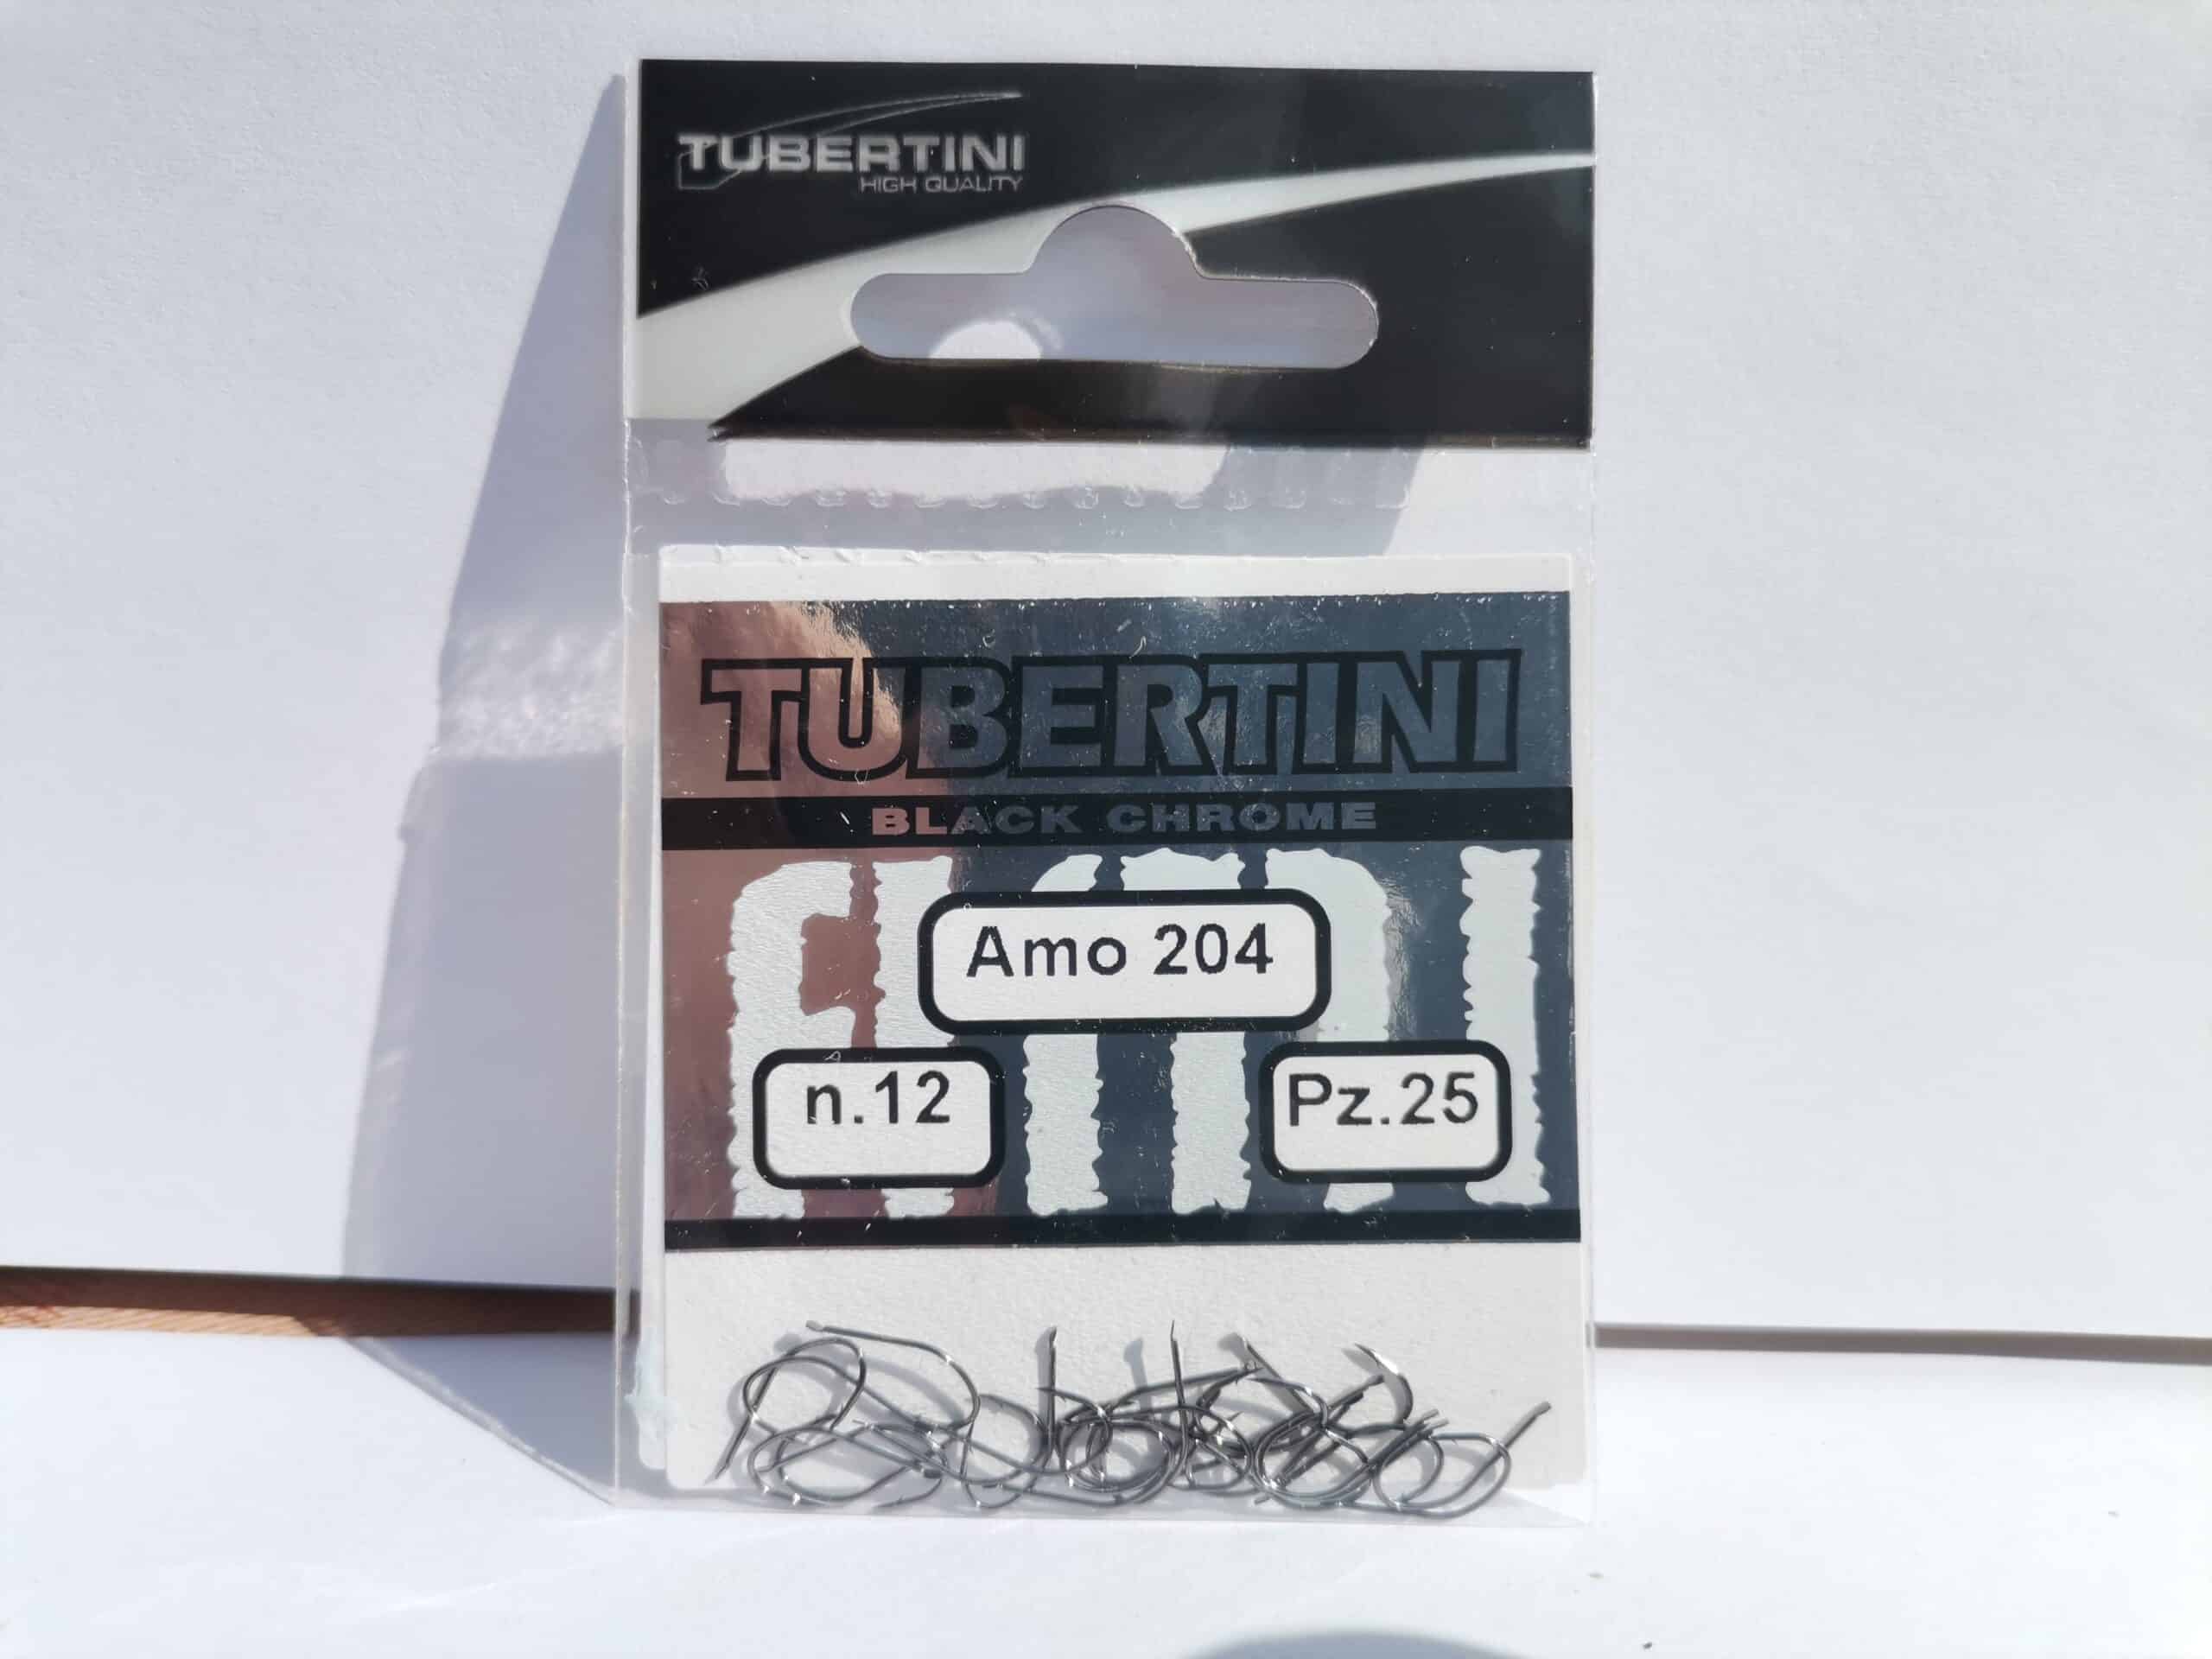 TUBERTINI
HIGH QUALITY
TUBERTINI
BLACK CHROME
Amo 204
n.12
Pz.25